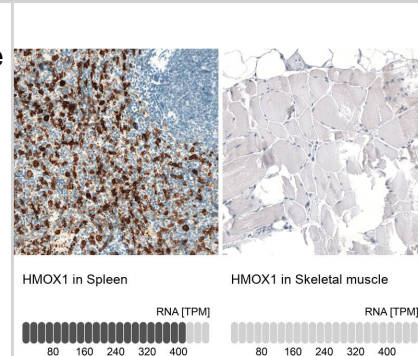 e
HMOX1 in Spleen
HMOX1 in Skeletal muscle
RNA [TPM]
RNA [TPM]
80 160 240 320 400
80 160 240 320 400